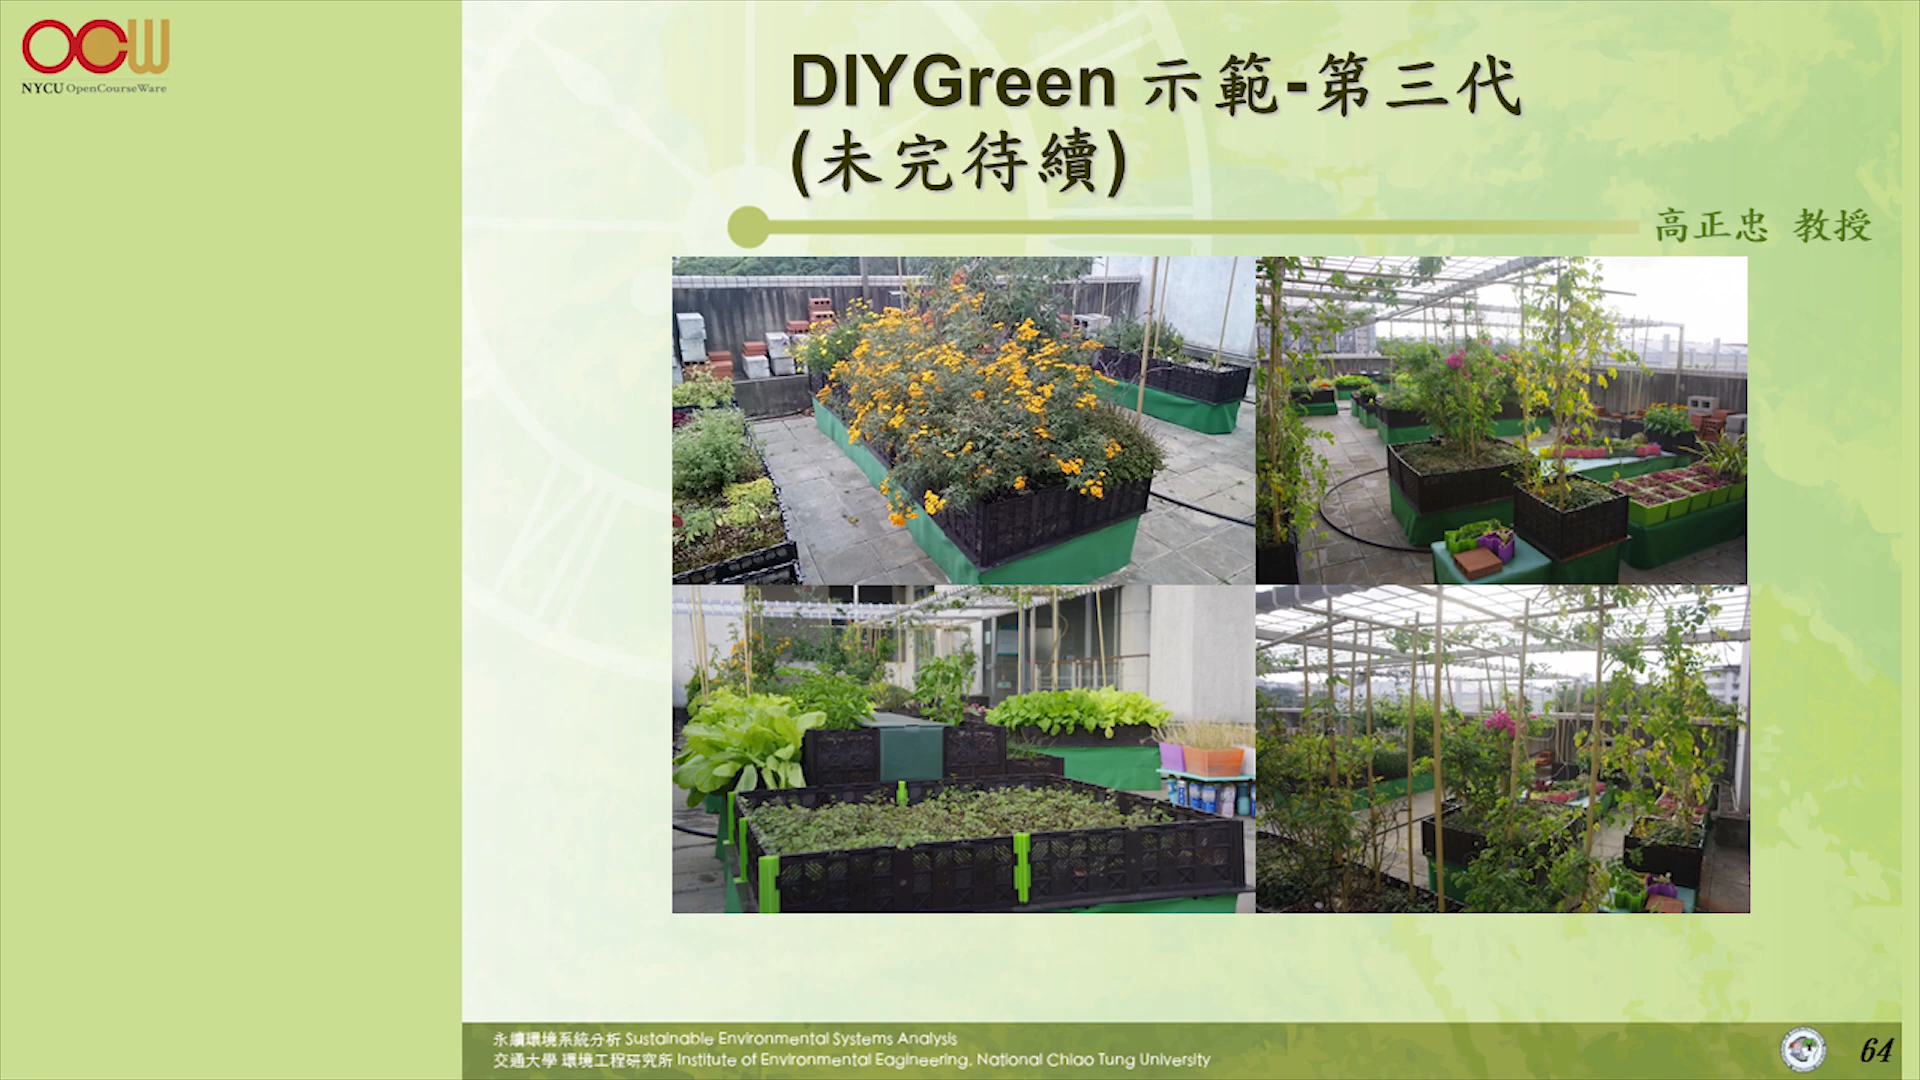 OCW
NYCU OpenCourseWare
DIYGreen 示範-第三代
(未完待續)
高正忠 教授
永續環境系統分析 Sustainable Environmental Systems Analysis
交通大學 環境工程研究所 Institute of Environmental Eagineering, National Chiao Tung University
64